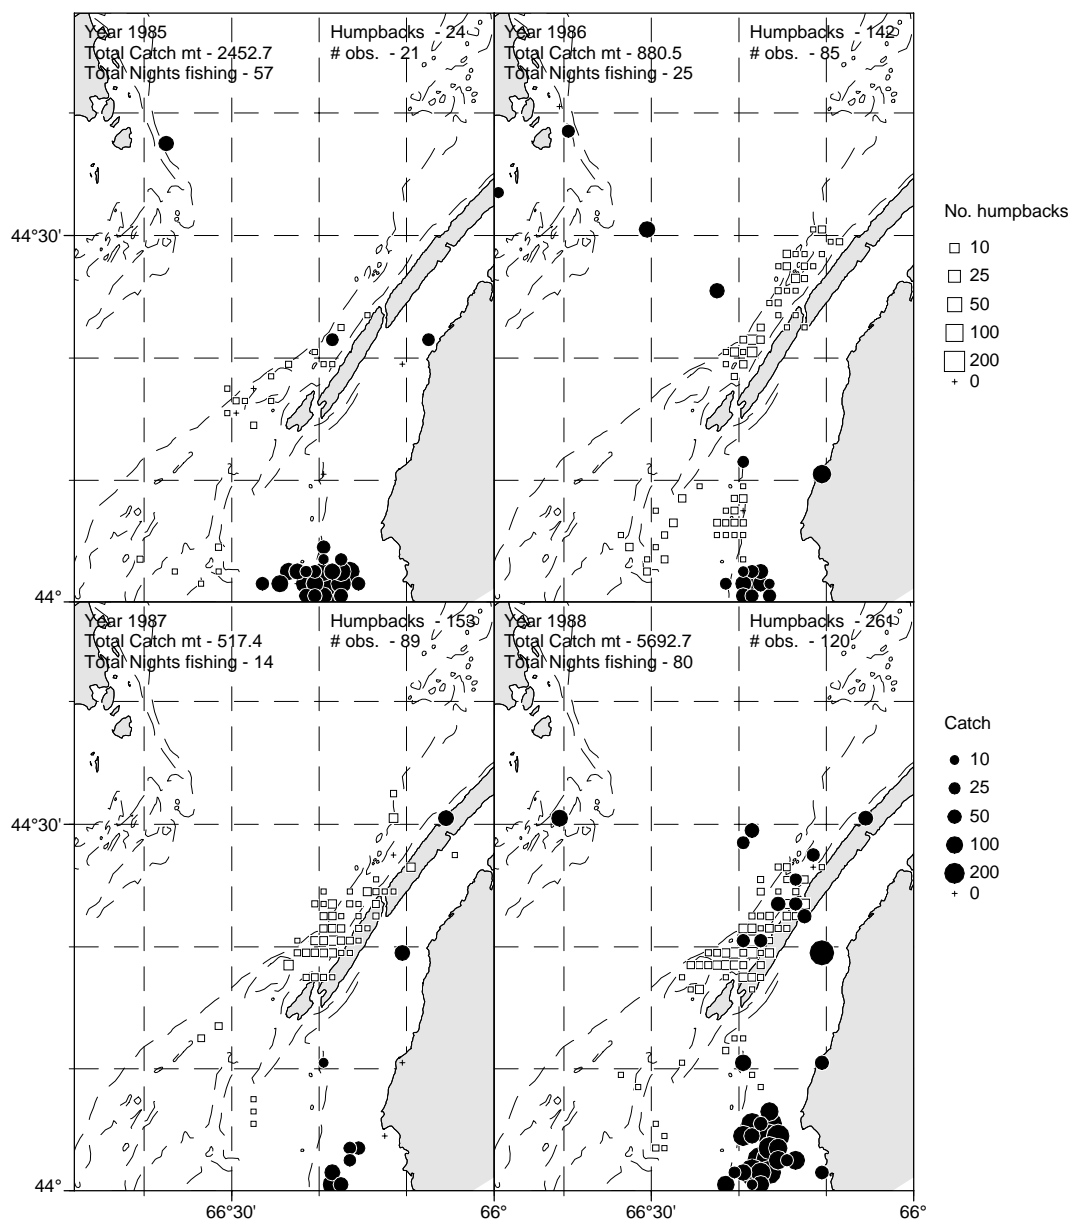 Year 1985 Humpbacks - 24
Total Catch mt - 2452.7 # obs. - 21
Total Nights fishing - 57
Year 1986 Humpbacks - 142
Total Catch mt - 880.5 # obs. - 85
Total Nights fishing - 25
No. humpbacks
10
25
50
100
200
0
44°30'
44°
Year 1987 Humpbacks - 153
Total Catch mt - 517.4 # obs. - 89
Total Nights fishing - 14
Year 1988 Humpbacks - 261
Total Catch mt - 5692.7 # obs. - 120
Total Nights fishing - 80
Catch
10
25
50
100
200
0
44°30'
44°
66°30' 66° 66°30' 66°